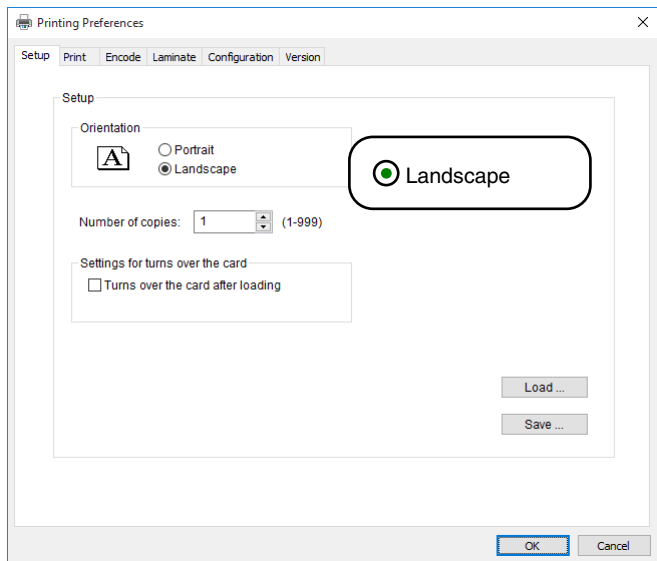 Printing Preferences
Setup Print Encode Laminate Configuration Version
Setup
Orientation
A
Portrait
Landscape
Landscape
Number of copies: 1 (1-999)
Settings for turns over the card
Turns over the card after loading
Load ...
Save ...
OK Cancel